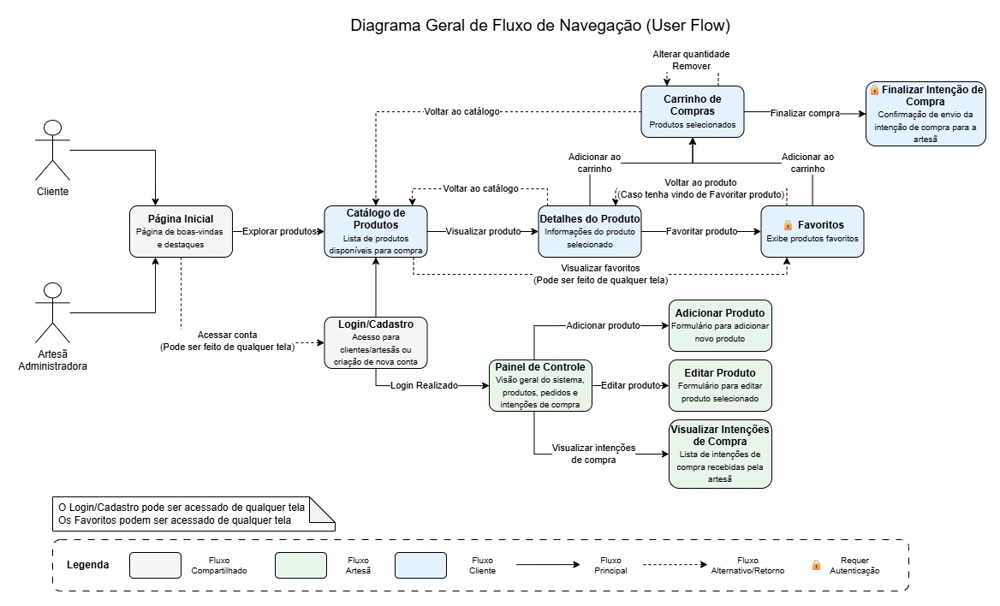 Diagrama Geral de Fluxo de Navegação (User Flow)
Alterar quantidade
Remover
Carrinho de
Compras
Produtos selecionados
Voltar ao catálogo
Finalizar compra
🔒 Finalizar Intenção de
Compra
Confirmação de envio da
intenção de compra para a
artesã
Cliente
Adicionar ao
carrinho
Adicionar ao
carrinho
Voltar ao catálogo
Voltar ao produto
(Caso tenha vindo de Favoritar produto)
Página Inicial
Página de boas-vindas
e destaques
Explorar produtos
Catálogo de
Produtos
Lista de produtos
disponíveis para compra
Visualizar produto
Detalhes do Produto
Informações do produto
selecionado
Favoritar produto
🔒 Favoritos
Exibe produtos favoritos
Visualizar favoritos
(Pode ser feito de qualquer tela)
Artesã
Administradora
Acessar conta
(Pode ser feito de qualquer tela)
Login/Cadastro
Acesso para
clientes/artesãs ou
criação de nova conta
Login Realizado
Painel de Controle
Visão geral do sistema,
produtos, pedidos e
intenções de compra
Adicionar produto
Adicionar Produto
Formulário para adicionar
novo produto
Editar produto
Editar Produto
Formulário para editar
produto selecionado
Visualizar intenções
de compra
Visualizar Intenções
de Compra
Lista de intenções de
compra recebidas pela
artesã
O Login/Cadastro pode ser acessado de qualquer tela
Os Favoritos podem ser acessado de qualquer tela
Legenda
Fluxo
Compartilhado
Fluxo
Artesã
Fluxo
Cliente
Fluxo
Principal
Fluxo
Alternativo/Retorno
🔒
Requer
Autenticação